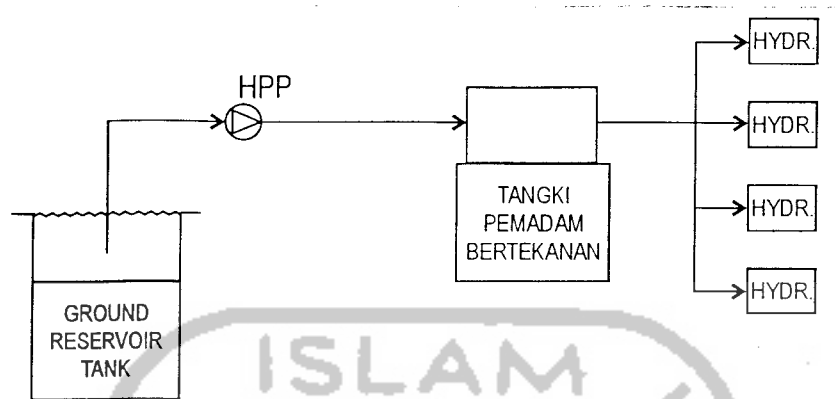 HPP
HYDR.
HYDR.
HYDR.
HYDR.
TANGKI
PEMADAM
BERTEKANAN
GROUND
RESERVOIR
TANK
ISLAM